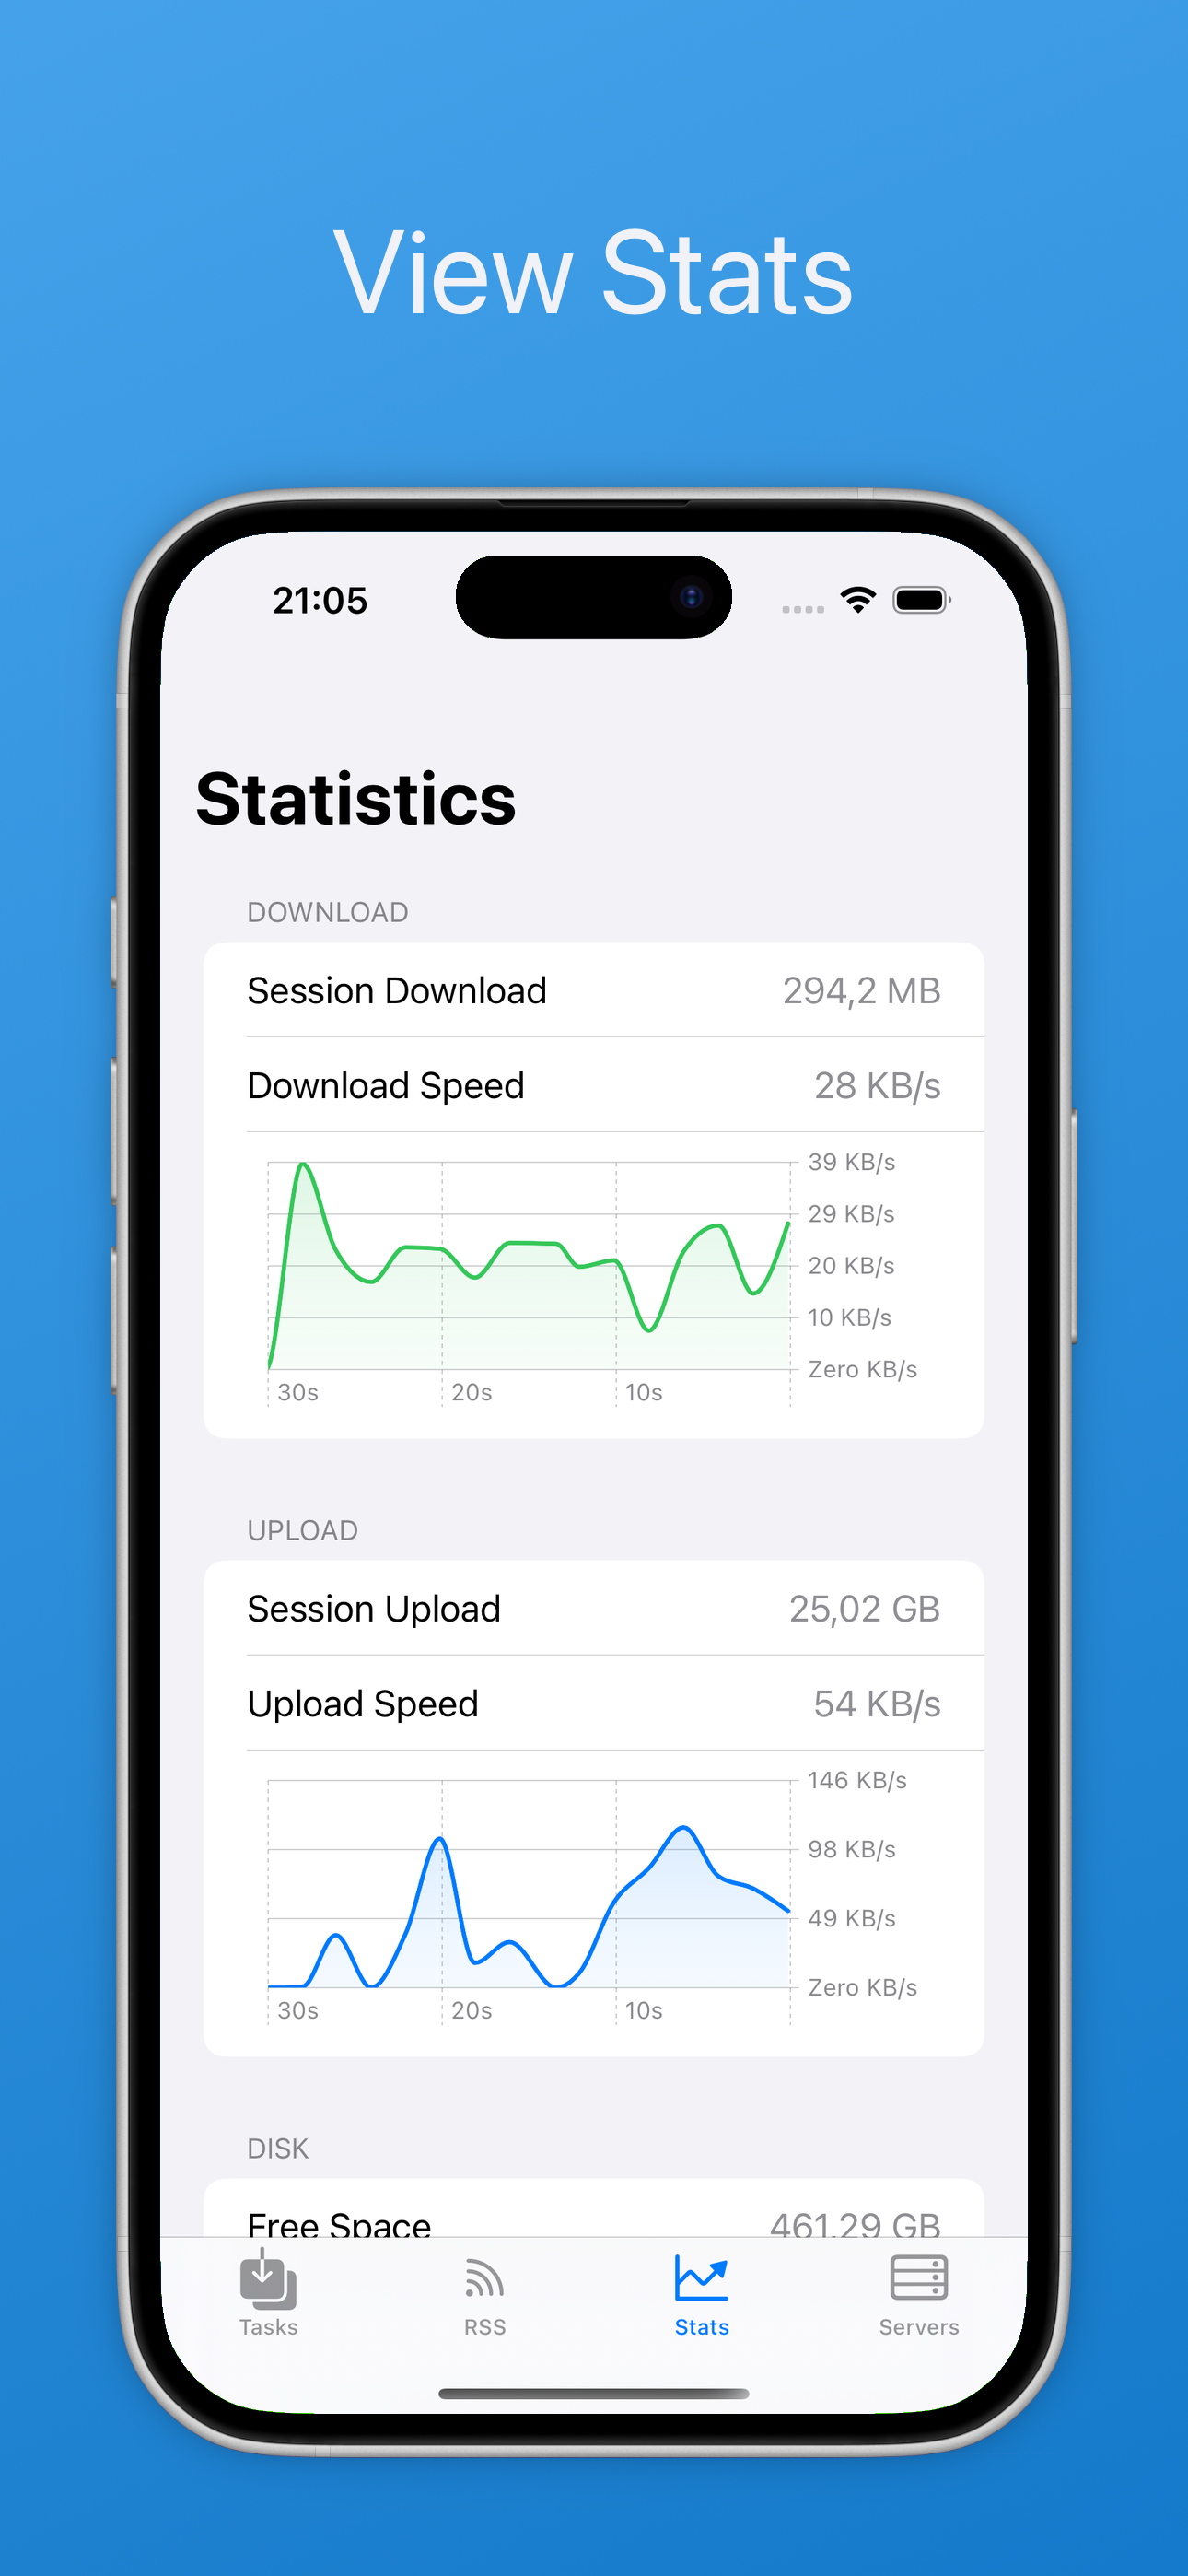 View Stats
21:05
Statistics
DOWNLOAD
Session Download 294,2 MB
Download Speed 28 KB/s
39 KB/s
29 KB/s
20 KB/s
10 KB/s
Zero KB/s
30s 20s 10s
UPLOAD
Session Upload 25,02 GB
Upload Speed 54 KB/s
146 KB/s
98 KB/s
49 KB/s
Zero KB/s
30s 20s 10s
DISK
Free Space 461,29 GB
Tasks RSS Stats Servers